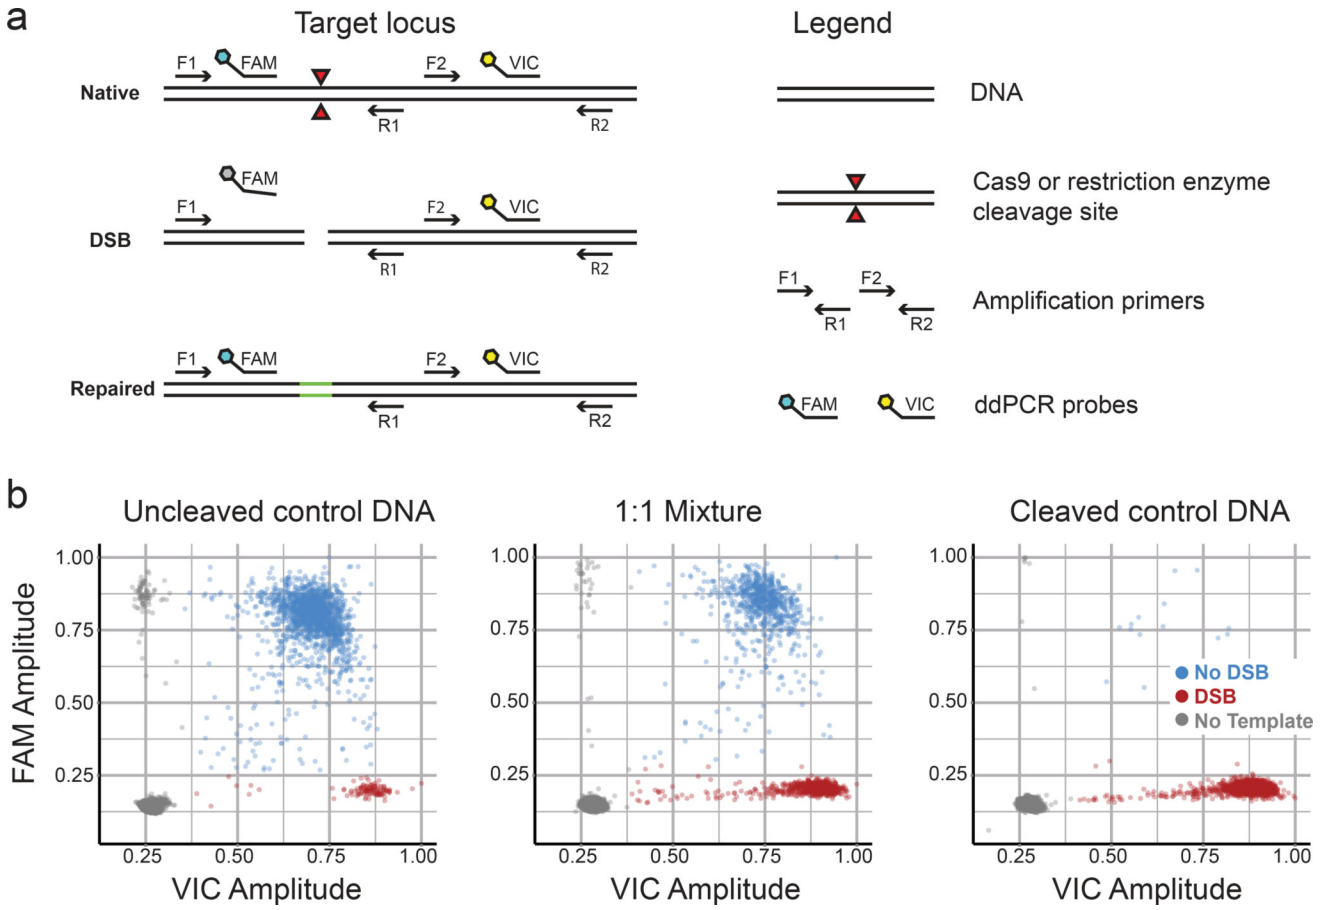 a
Target locus
Legend
F1 FAM F2 VIC
Native
R1 R2
DNA
FAM
F1 F2 VIC
DSB
R1 R2
Cas9 or restriction enzyme
cleavage site
F1 F2
R1 R2
Amplification primers
F1 FAM F2 VIC
Repaired
R1 R2
FAM VIC
ddPCR probes
b
Uncleaved control DNA
1:1 Mixture
Cleaved control DNA
FAM Amplitude
1.00
0.75
0.50
0.25
0.25 0.50 0.75 1.00
VIC Amplitude
1.00
0.75
0.50
0.25
0.25 0.50 0.75 1.00
VIC Amplitude
1.00
0.75
0.50
0.25
No DSB
DSB
No Template
0.25 0.50 0.75 1.00
VIC Amplitude